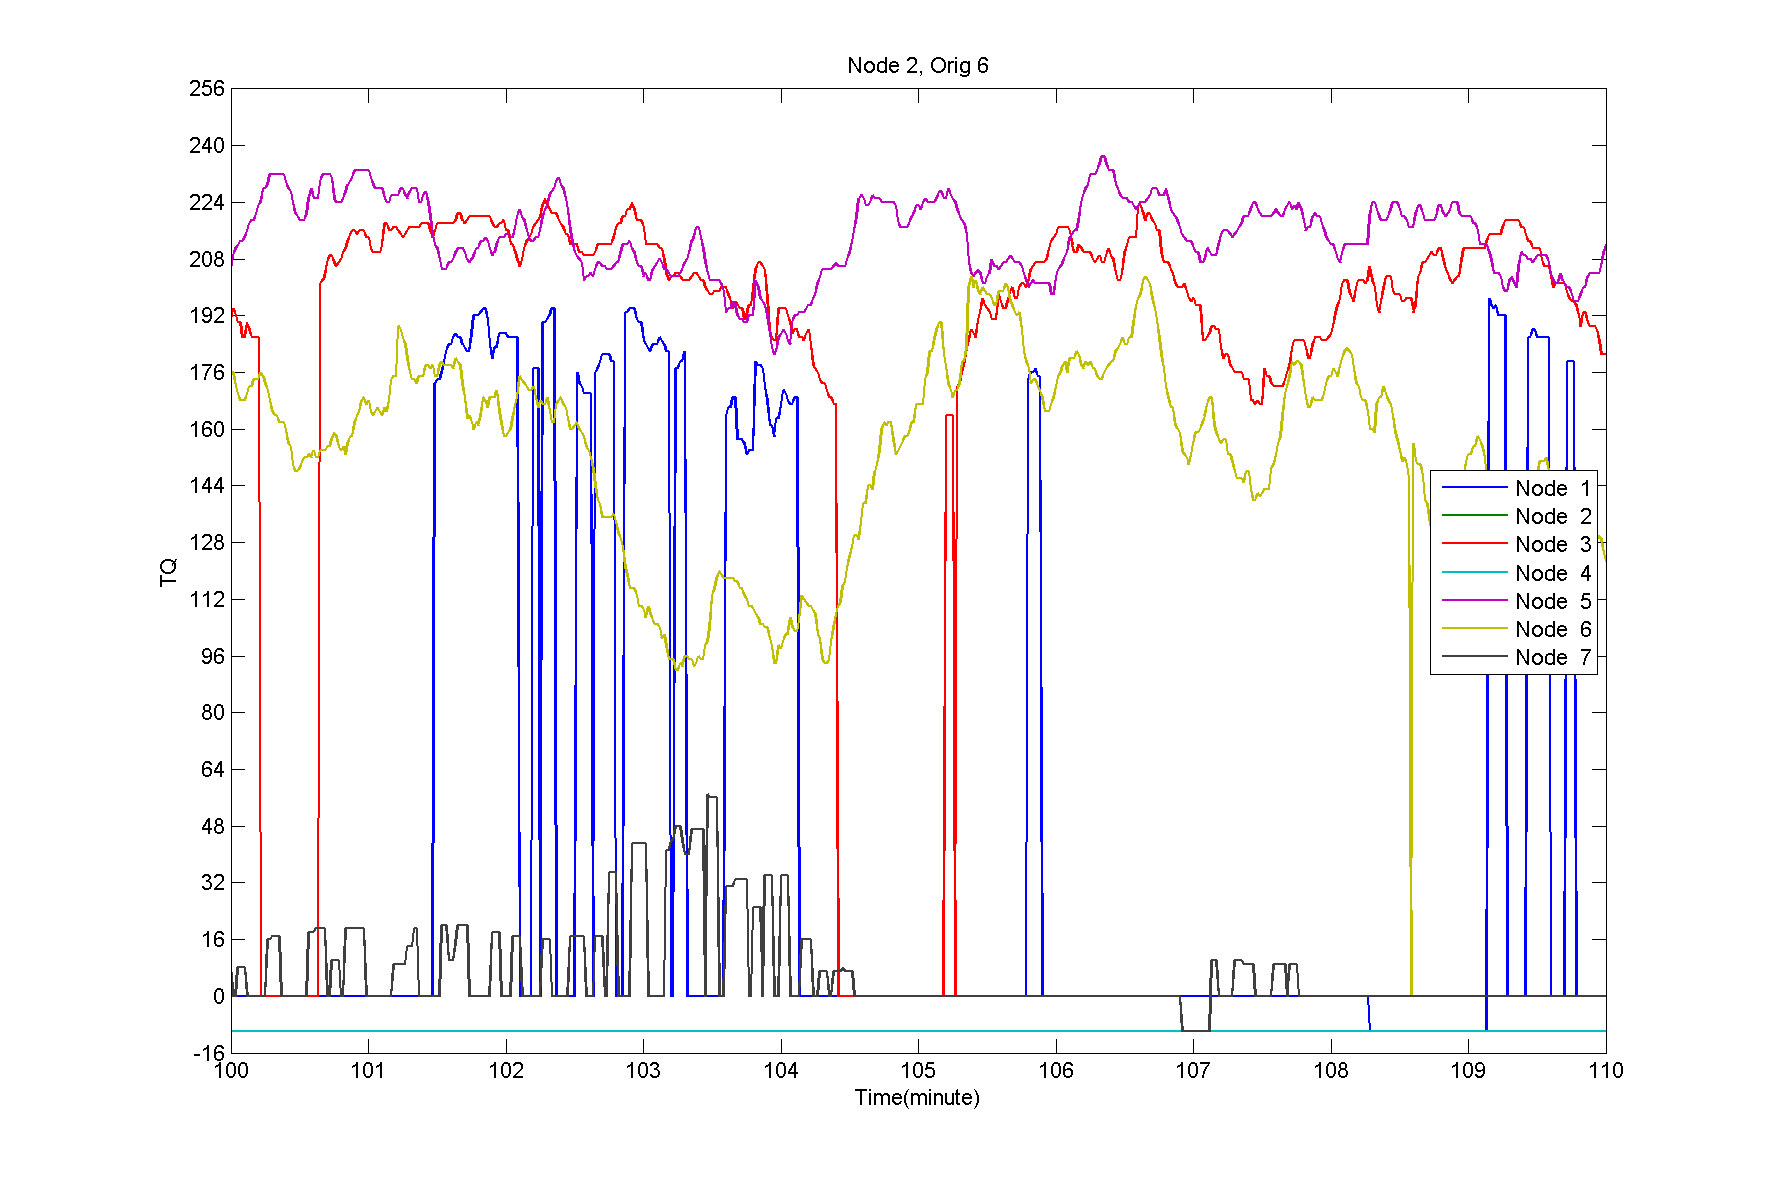 Node 2, Orig 6
256
240
224
208
192
176
160
144
128
112
96
80
64
48
32
16
0
-16
TQ
Node 1
Node 2
Node 3
Node 4
Node 5
Node 6
Node 7
100 101 102 103 104 105 106 107 108 109 110
Time(minute)